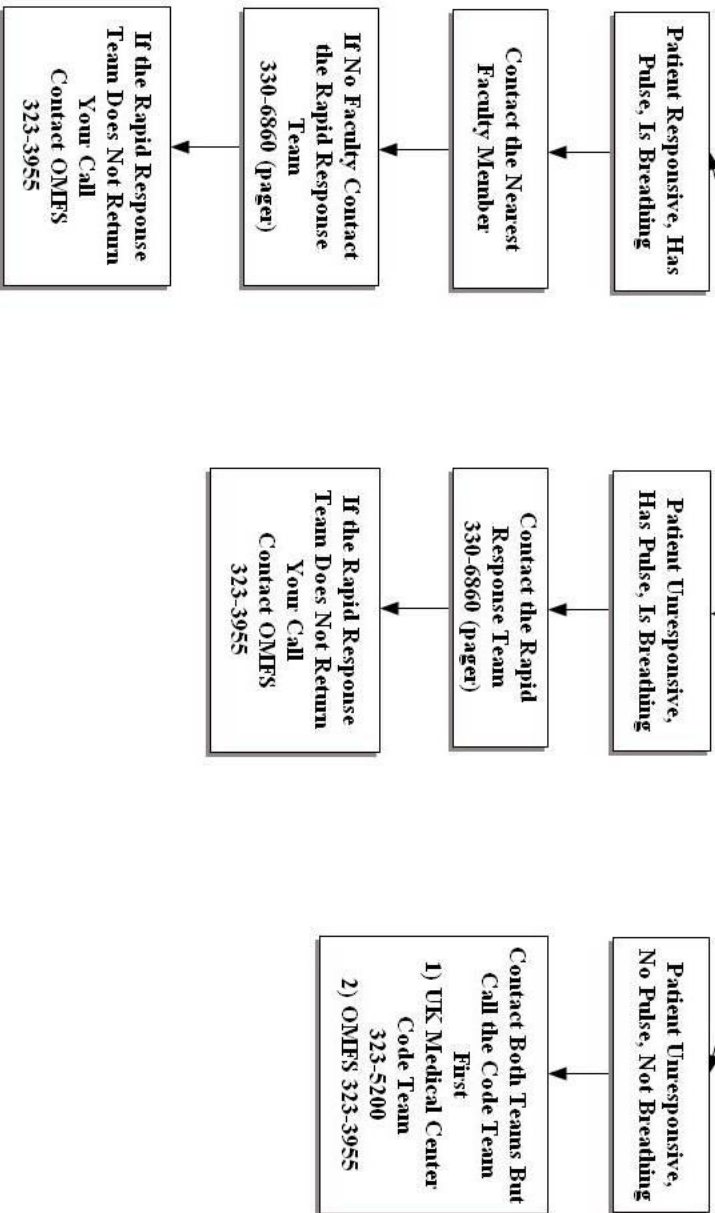 Patient Responsive, Has
Pulse, Is Breathing
Contact the Nearest
Faculty Member
If No Faculty Contact
the Rapid Response
Team
330-6860 (pager)
If the Rapid Response
Team Does Not Return
Your Call
Contact OMFS
323-3955
Patient Unresponsive,
Has Pulse, Is Breathing
Contact the Rapid
Response Team
330-6860 (pager)
If the Rapid Response
Team Does Not Return
Your Call
Contact OMFS
323-3955
Patient Unresponsive,
No Pulse, Not Breathing
Contact Both Teams But
Call the Code Team
First
1) UK Medical Center
Code Team
323-5200
2) OMFS 323-3955